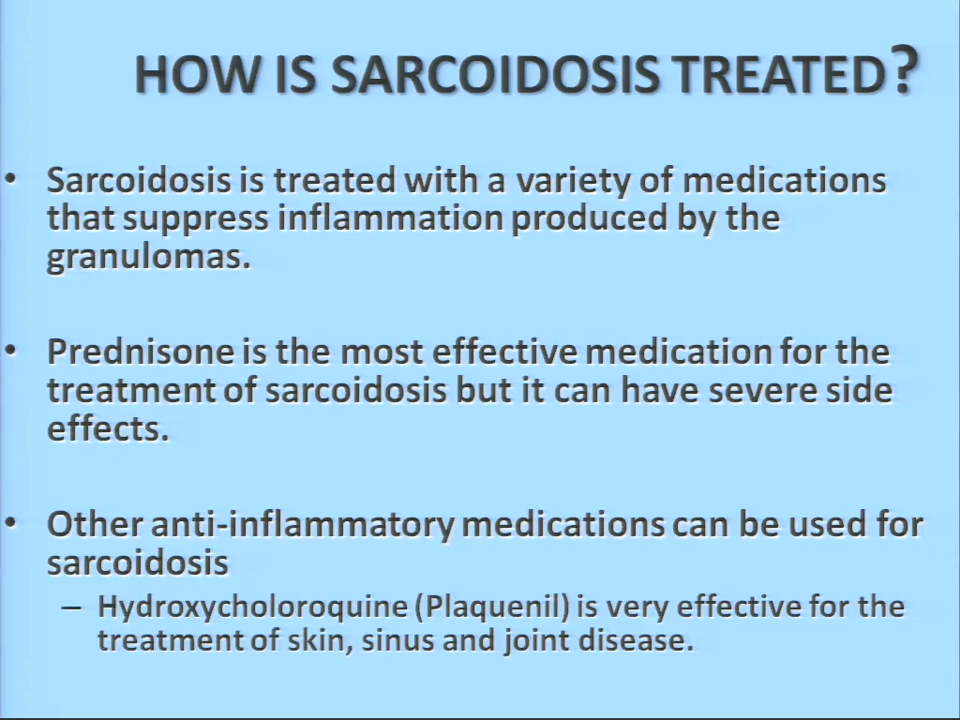 HOW IS SARCOIDOSIS TREATED?
• Sarcoidosis is treated with a variety of medications
that suppress inflammation produced by the
granulomas.
• Prednisone is the most effective medication for the
treatment of sarcoidosis but it can have severe side
effects.
• Other anti-inflammatory medications can be used for
sarcoidosis
– Hydroxycholoroquine (Plaquenil) is very effective for the
treatment of skin, sinus and joint disease.